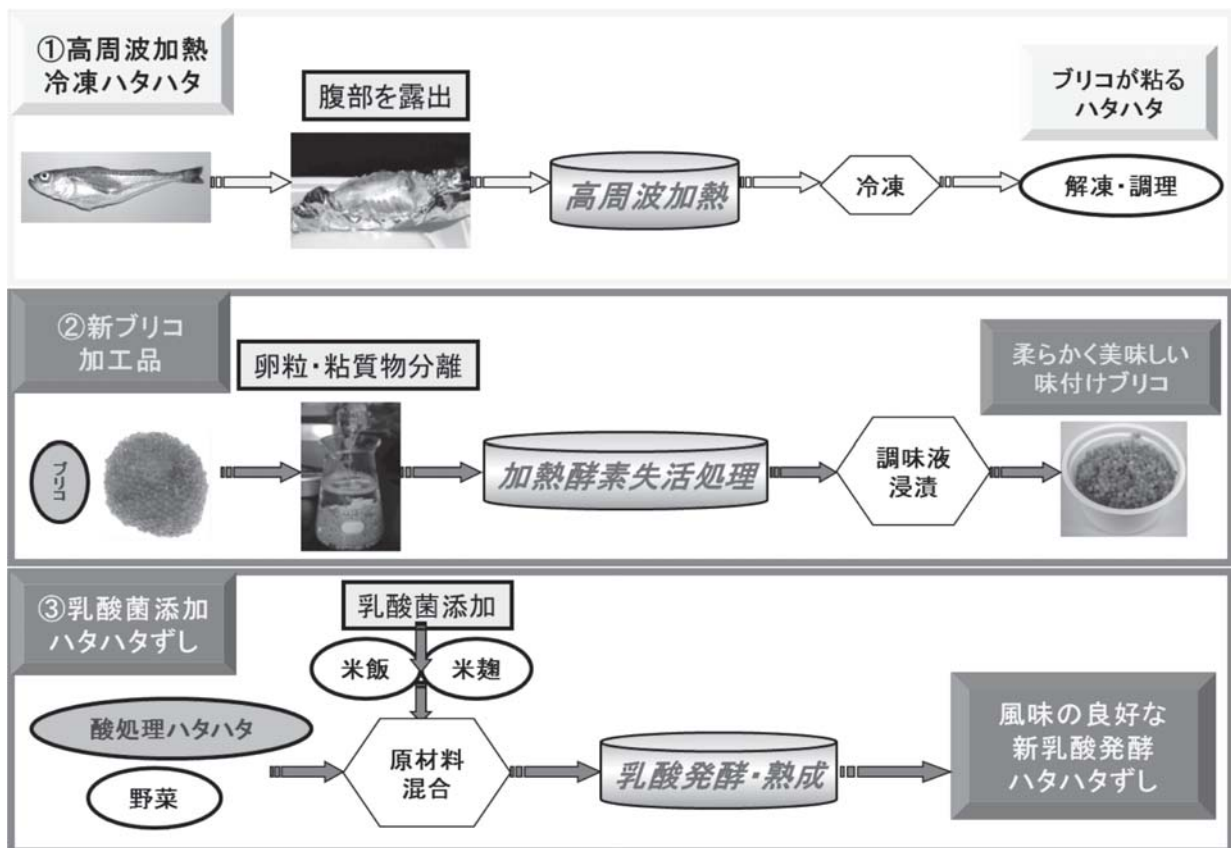 ①高周波加熱
冷凍ハタハタ
腹部を露出
高周波加熱
冷凍
ブリコが粘る
ハタハタ
解凍・調理
②新ブリコ
加工品
ブリコ
卵粒・粘質物分離
加熱酵素失活処理
調味液
浸漬
柔らかく美味しい
味付けブリコ
③乳酸菌添加
ハタハタずし
乳酸菌添加
米飯
米麹
酸処理ハタハタ
野菜
原材料
混合
乳酸発酵・熟成
風味の良好な
新乳酸発酵
ハタハタずし